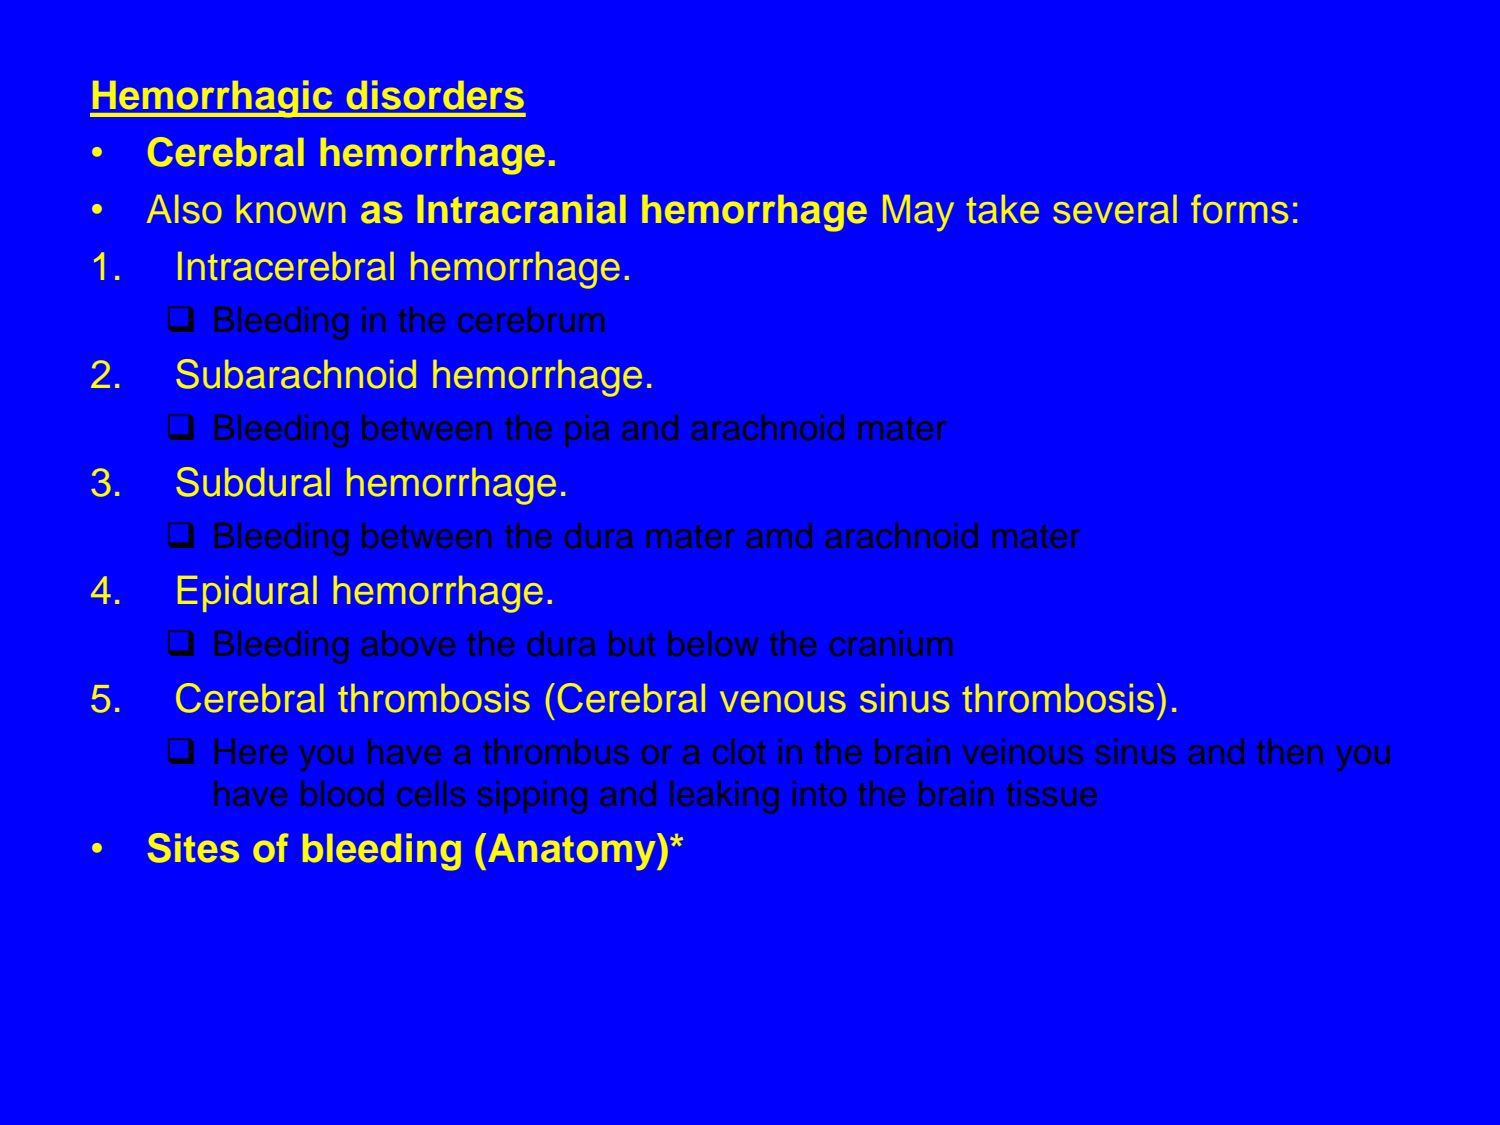 Hemorrhagic disorders
• Cerebral hemorrhage.
• Also known as Intracranial hemorrhage May take several forms:
1. Intracerebral hemorrhage.
❑ Bleeding in the cerebrum
2. Subarachnoid hemorrhage.
❑ Bleeding between the pia and arachnoid mater
3. Subdural hemorrhage.
❑ Bleeding between the dura mater amd arachnoid mater
4. Epidural hemorrhage.
❑ Bleeding above the dura but below the cranium
5. Cerebral thrombosis (Cerebral venous sinus thrombosis).
❑ Here you have a thrombus or a clot in the brain veinous sinus and then you
have blood cells sipping and leaking into the brain tissue
• Sites of bleeding (Anatomy)*